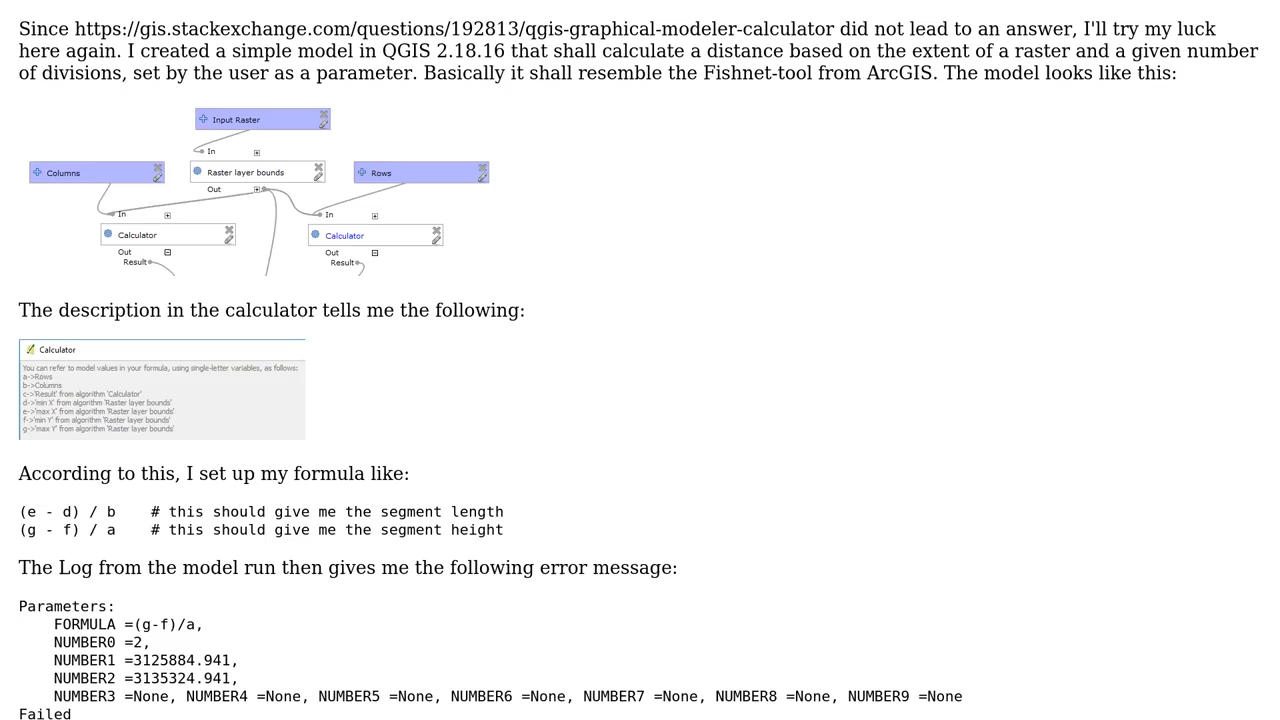 Since https://gis.stackexchange.com/questions/192813/qgis-graphical-modeler-calculator did not lead to an answer, I'll try my luck
here again. I created a simple model in QGIS 2.18.16 that shall calculate a distance based on the extent of a raster and a given number
of divisions, set by the user as a parameter. Basically it shall resemble the Fishnet-tool from ArcGIS. The model looks like this:
Input Raster
In
Columns
Raster layer bounds
Rows
Out
In
In
Calculator
Calculator
Out
Out
Result
Result
The description in the calculator tells me the following:
Calculator
You can refer to model values in your formula, using single-letter variables, as follows:
a->Rows
b->Columns
c->'Result' from algorithm 'Calculator'
d->'min X' from algorithm 'Raster layer bounds'
e->'max X' from algorithm 'Raster layer bounds'
f->'min Y' from algorithm 'Raster layer bounds'
g->'max Y' from algorithm 'Raster layer bounds'
According to this, I set up my formula like:
(e - d) / b    # this should give me the segment length
(g - f) / a    # this should give me the segment height
The Log from the model run then gives me the following error message:
Parameters:
    FORMULA =(g-f)/a,
    NUMBER0 =2,
    NUMBER1 =3125884.941,
    NUMBER2 =3135324.941,
    NUMBER3 =None, NUMBER4 =None, NUMBER5 =None, NUMBER6 =None, NUMBER7 =None, NUMBER8 =None, NUMBER9 =None
Failed